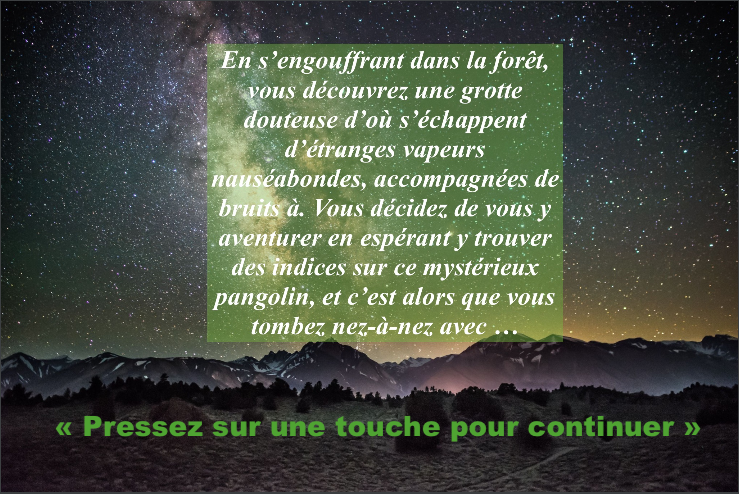 En s’engouffrant dans la forêt,
vous découvrez une grotte
douteuse d’où s’échappent
d’étranges vapeurs
nauséabondes, accompagnées de
bruits à. Vous décidez de vous y
aventurer en espérant y trouver
des indices sur ce mystérieux
pangolin, et c’est alors que vous
tombez nez-à-nez avec …
« Pressez sur une touche pour continuer »